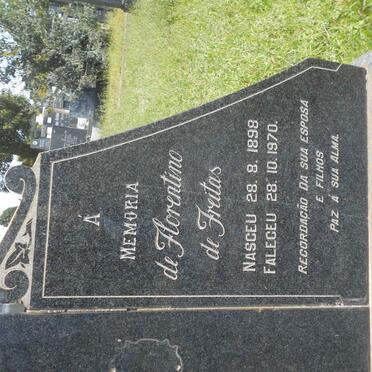 Á
MEMORIA
de Florentino
de Freitas
NASCEU 28. 8. 1898
FALECEU 28. 10. 1970.
RECORDAÇÃO DA SUA ESPOSA
E FILHOS
PAZ Á SUA ALMA.